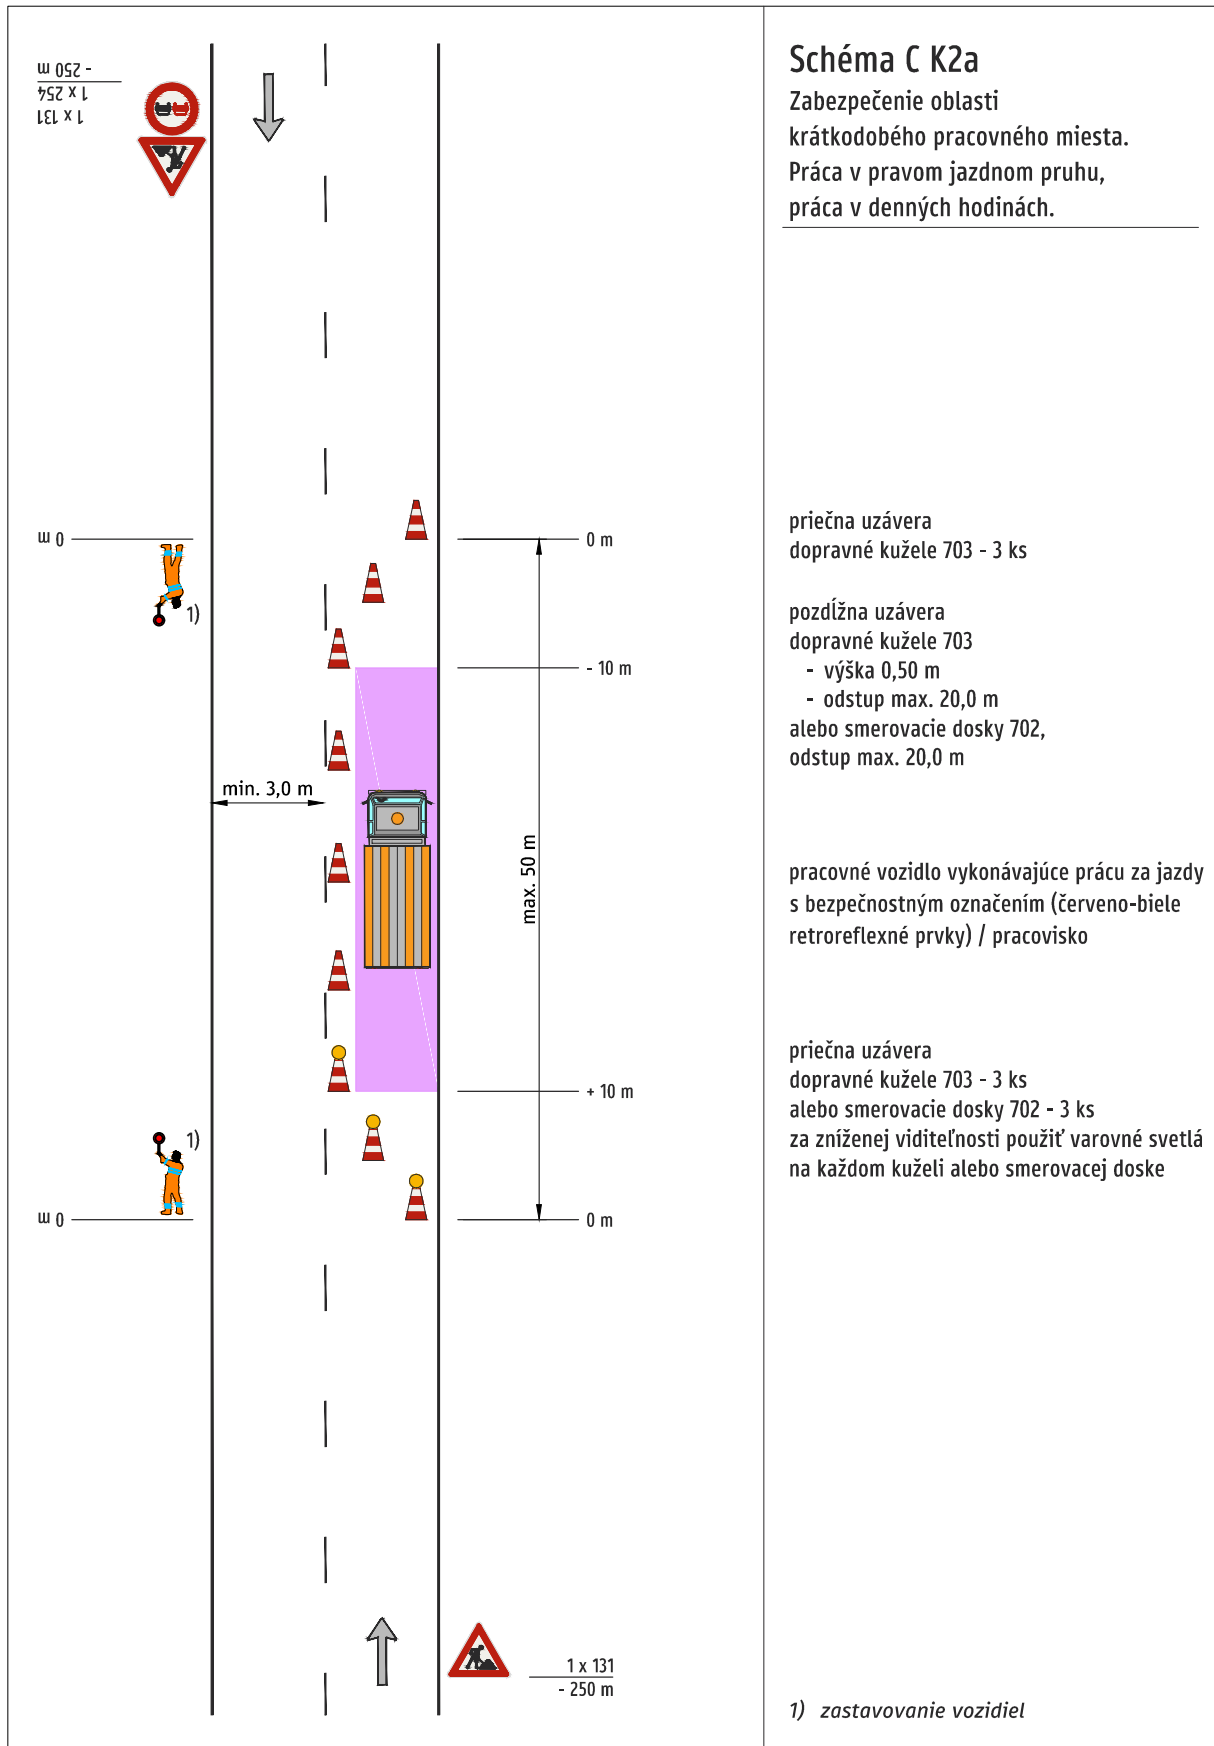 Schéma C K2a
Zabezpečenie oblasti
krátkodobého pracovného miesta.
Práca v pravom jazdnom pruhu,
práca v denných hodinách.
1 x 131
1 x 254
- 250 m
0 m
1)
0 m
- 10 m
min. 3,0 m
max. 50 m
+ 10 m
1)
0 m
0 m
1 x 131
- 250 m
priečna uzávera
dopravné kužele 703 - 3 ks
pozdĺžna uzávera
dopravné kužele 703
- výška 0,50 m
- odstup max. 20,0 m
alebo smerovacie dosky 702,
odstup max. 20,0 m
pracovné vozidlo vykonávajúce prácu za jazdy
s bezpečnostným označením (červeno-biele
retroreflexné prvky) / pracovisko
priečna uzávera
dopravné kužele 703 - 3 ks
alebo smerovacie dosky 702 - 3 ks
za zníženej viditeľnosti použiť varovné svetlá
na každom kuželi alebo smerovacej doske
1) zastavovanie vozidiel